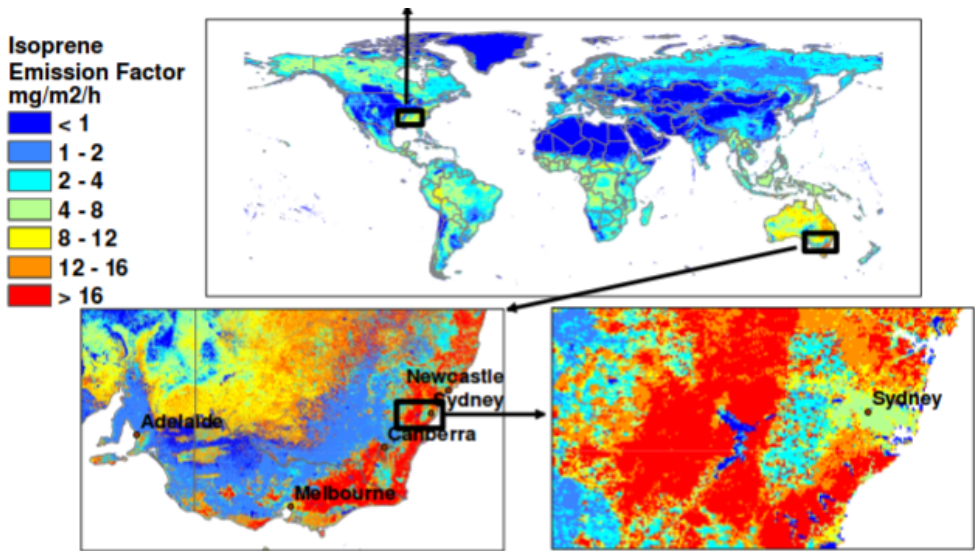 Isoprene
Emission Factor
mg/m2/h
< 1
1 - 2
2 - 4
4 - 8
8 - 12
12 - 16
> 16
Newcastle
Sydney
Adelaide
Canberra
Melbourne
Sydney